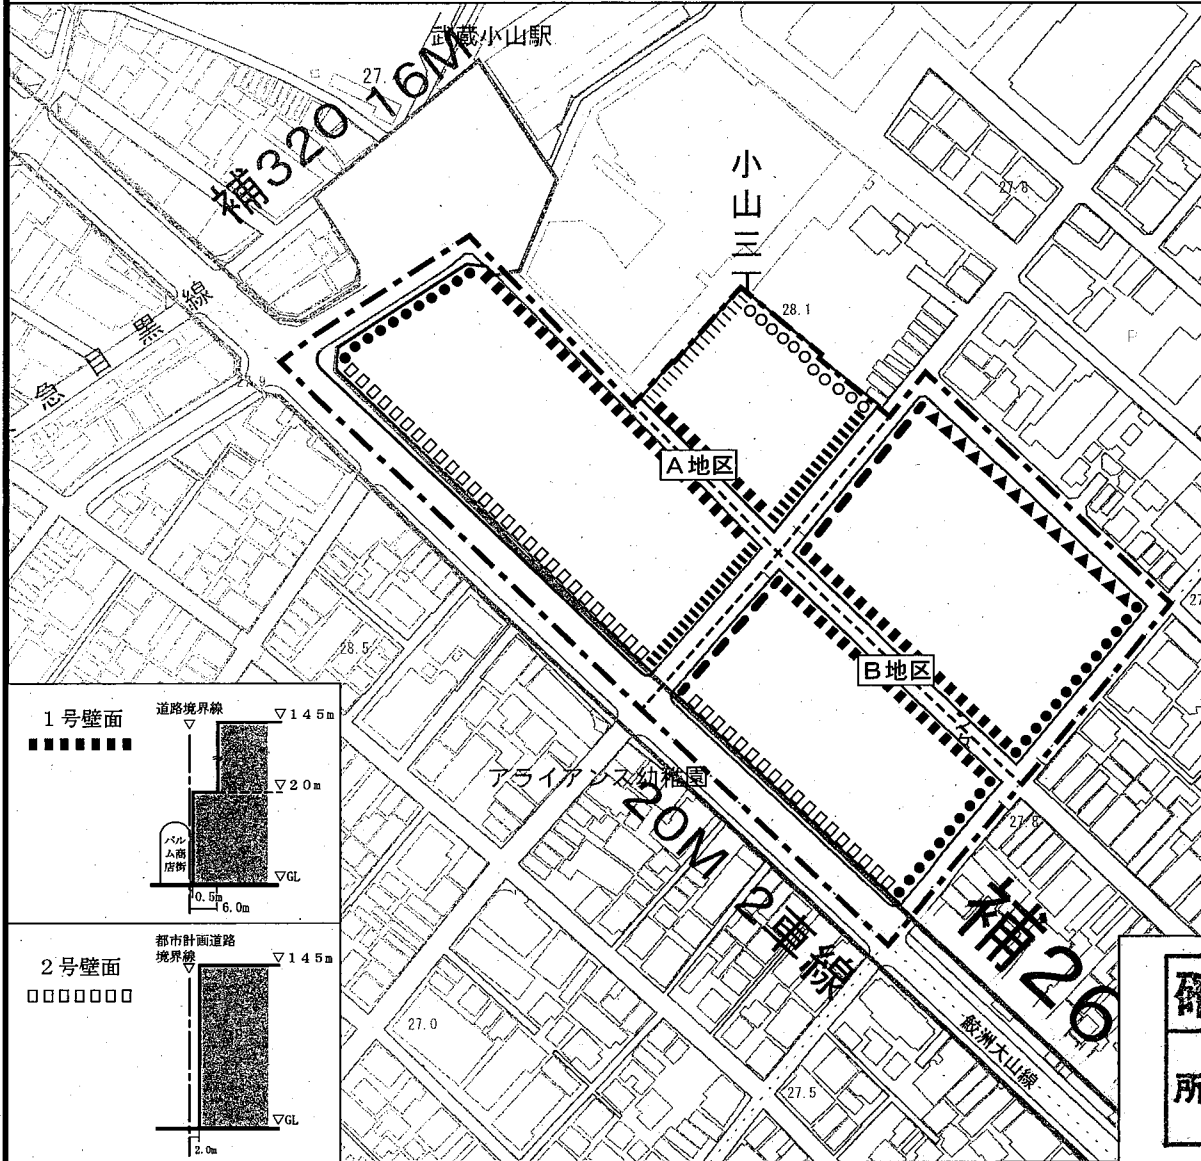 武蔵小山駅
27.
補320 16M
小山三丁
27.8
28.1
急目黒線
A地区
28.5
B地区
1号壁面
道路境界線
▽145m
▽20m
パルム商店街
▽GL
0.5m
6.0m
アライアンス幼稚園
20M 2車線
27.8
補26
2号壁面
都市計画道路
境界線
▽145m
▽GL
2.0m
27.0
27.5
鮫洲大山線
所